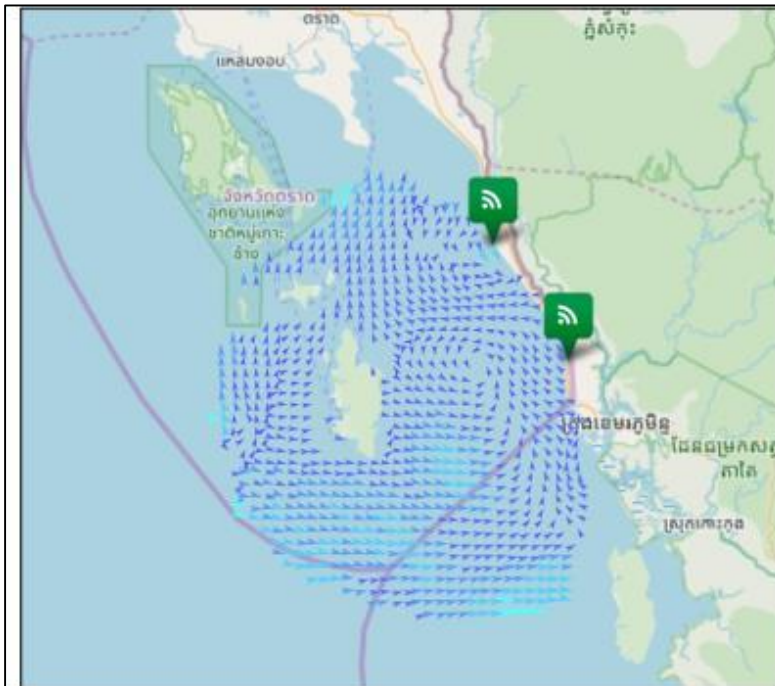 ตราด
ភ្នំសំកុះ
แหลมงอบ
จังหวัดตราด
อุทยานแห่ง
ชาติหมู่เกาะ
ช้าง
ក្រុងខេមរភូមិន្ទ
ដែនជម្រកសត្វ
តាតៃ
ស្រុកកោះកុង